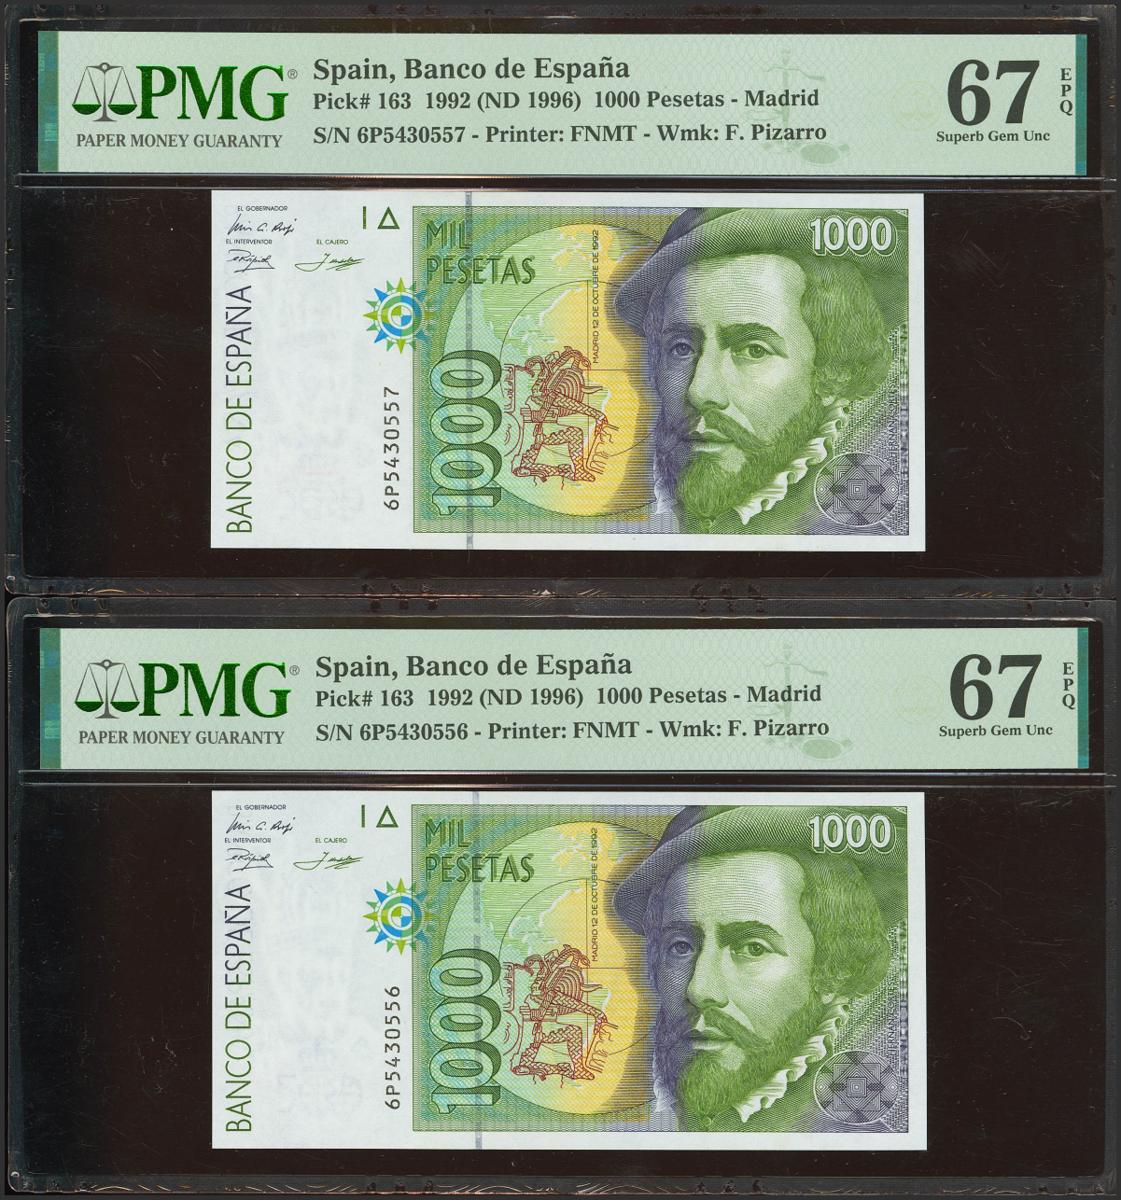 PMG®
PAPER MONEY GUARANTY
Spain, Banco de España
Pick# 163 1992 (ND 1996) 1000 Pesetas - Madrid
S/N 6P5430557 - Printer: FNMT - Wmk: F. Pizarro
67
EPQ
Superb Gem Unc
EL GOBERNADOR
EL INTERVENTOR
EL CAJERO
BANCO DE ESPAÑA
6P5430557
MIL
PESETAS
1000
MADRID 12 DE OCTUBRE DE 1992
1000
PMG®
PAPER MONEY GUARANTY
Spain, Banco de España
Pick# 163 1992 (ND 1996) 1000 Pesetas - Madrid
S/N 6P5430556 - Printer: FNMT - Wmk: F. Pizarro
67
EPQ
Superb Gem Unc
EL GOBERNADOR
EL INTERVENTOR
EL CAJERO
BANCO DE ESPAÑA
6P5430556
MIL
PESETAS
1000
MADRID 12 DE OCTUBRE DE 1992
1000